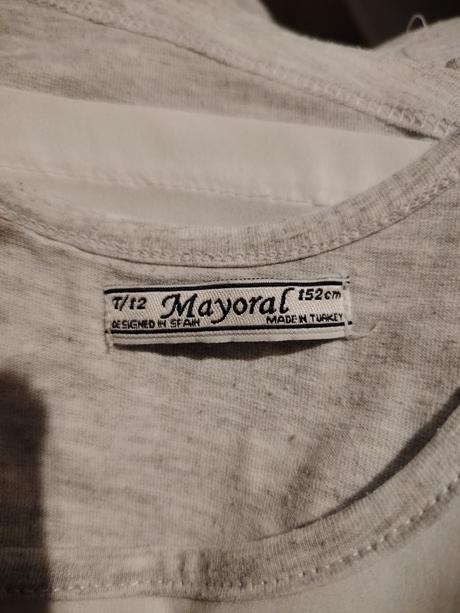 T/12 Mayoral 152cm
DESIGNED IN SPAIN MADE IN TURKEY